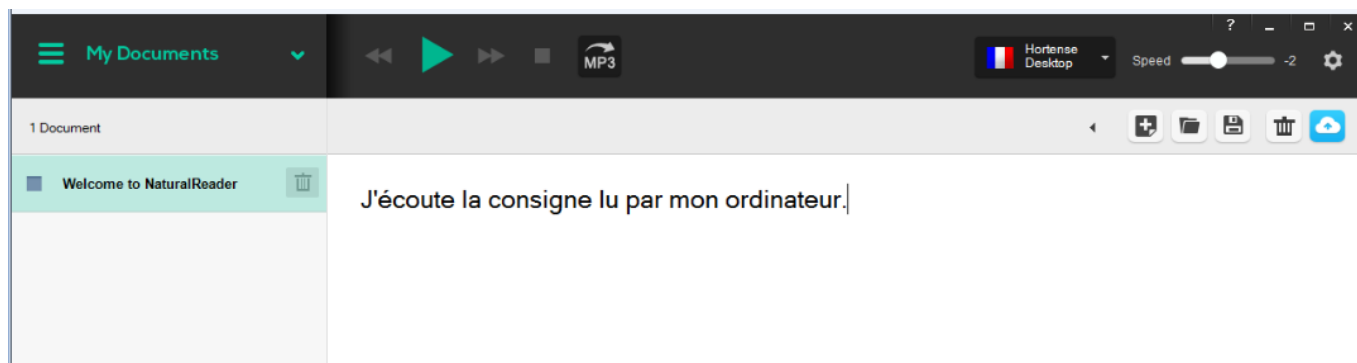 ?
My Documents
MP3
Hortense
Desktop
Speed
-2
1 Document
Welcome to NaturalReader
J'écoute la consigne lu par mon ordinateur.